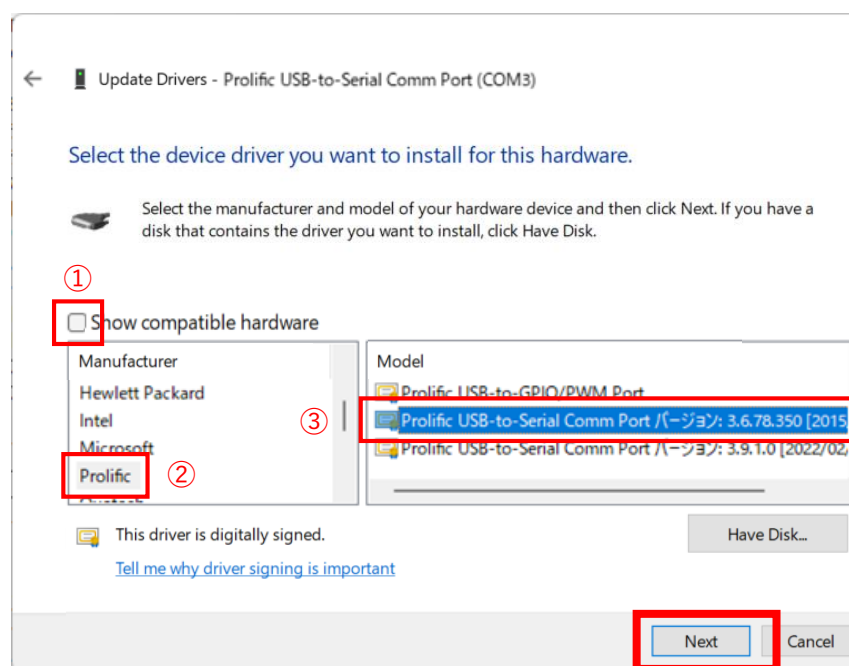 ←
Update Drivers - Prolific USB-to-Serial Comm Port (COM3)
Select the device driver you want to install for this hardware.
Select the manufacturer and model of your hardware device and then click Next. If you have a
disk that contains the driver you want to install, click Have Disk...
①
Show compatible hardware
Manufacturer
Hewlett Packard
Intel
Microsoft
Prolific
②
Model
Prolific USB-to-GPIO/PWM Port
③
Prolific USB-to-Serial Comm Port バージョン: 3.6.78.350 [2015
Prolific USB-to-Serial Comm Port バージョン: 3.9.1.0 [2022/02/
This driver is digitally signed.
Have Disk...
Tell me why driver signing is important
Next
Cancel